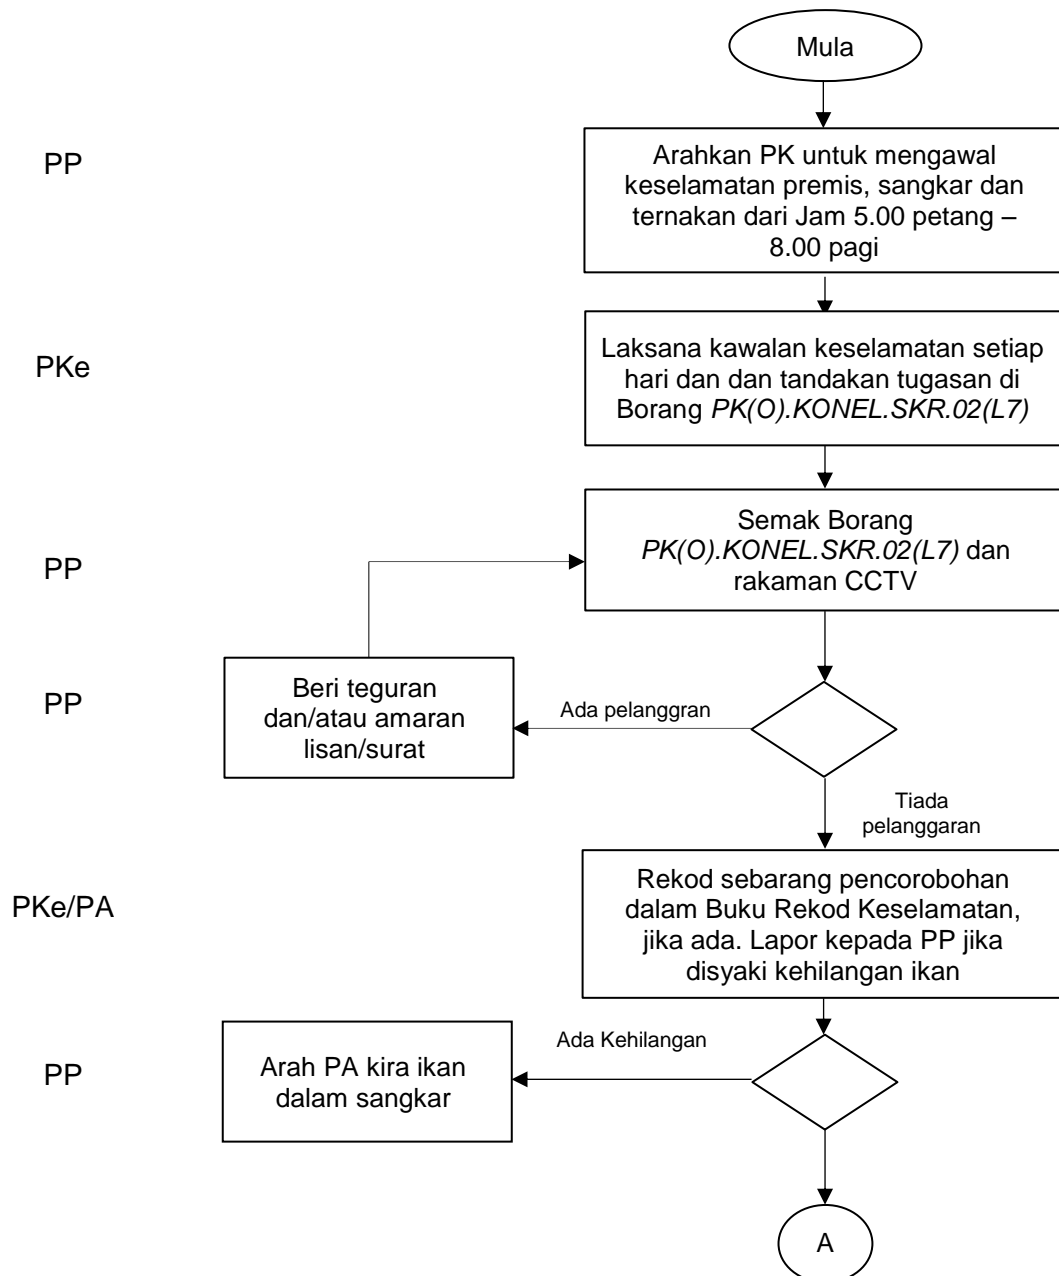 Mula
PP
Arahkan PK untuk mengawal
keselamatan premis, sangkar dan
ternakan dari Jam 5.00 petang –
8.00 pagi
PKe
Laksana kawalan keselamatan setiap
hari dan dan tandakan tugasan di
Borang PK(O).KONEL.SKR.02(L7)
PP
Semak Borang
PK(O).KONEL.SKR.02(L7) dan
rakaman CCTV
PP
Beri teguran
dan/atau amaran
lisan/surat
Ada pelanggran
Tiada
pelanggaran
PKe/PA
Rekod sebarang pencorobohan
dalam Buku Rekod Keselamatan,
jika ada. Lapor kepada PP jika
disyaki kehilangan ikan
PP
Arah PA kira ikan
dalam sangkar
Ada Kehilangan
A